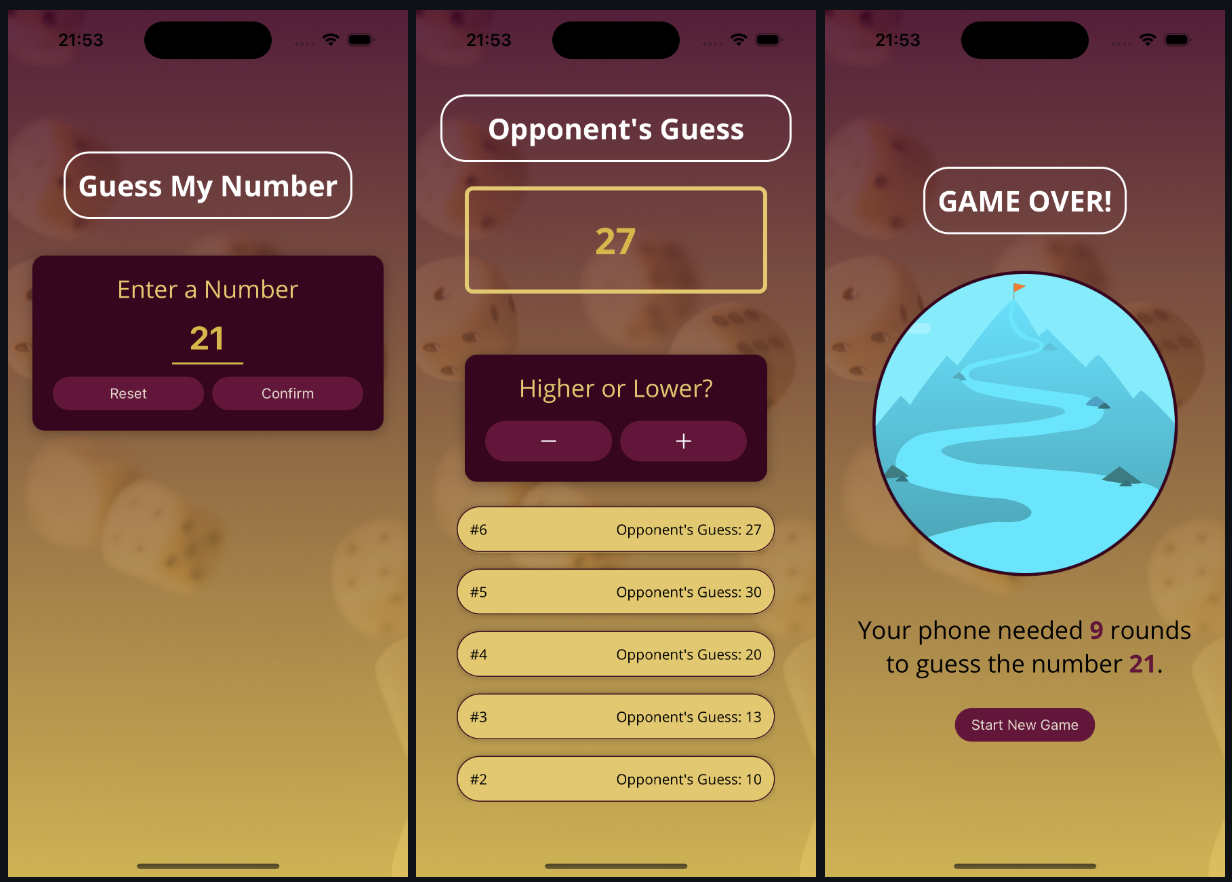 21:53
Guess My Number
Enter a Number
21
Reset
Confirm
21:53
Opponent's Guess
27
Higher or Lower?
− +
#6 Opponent's Guess: 27
#5 Opponent's Guess: 30
#4 Opponent's Guess: 20
#3 Opponent's Guess: 13
#2 Opponent's Guess: 10
21:53
GAME OVER!
Your phone needed 9 rounds
to guess the number 21.
Start New Game